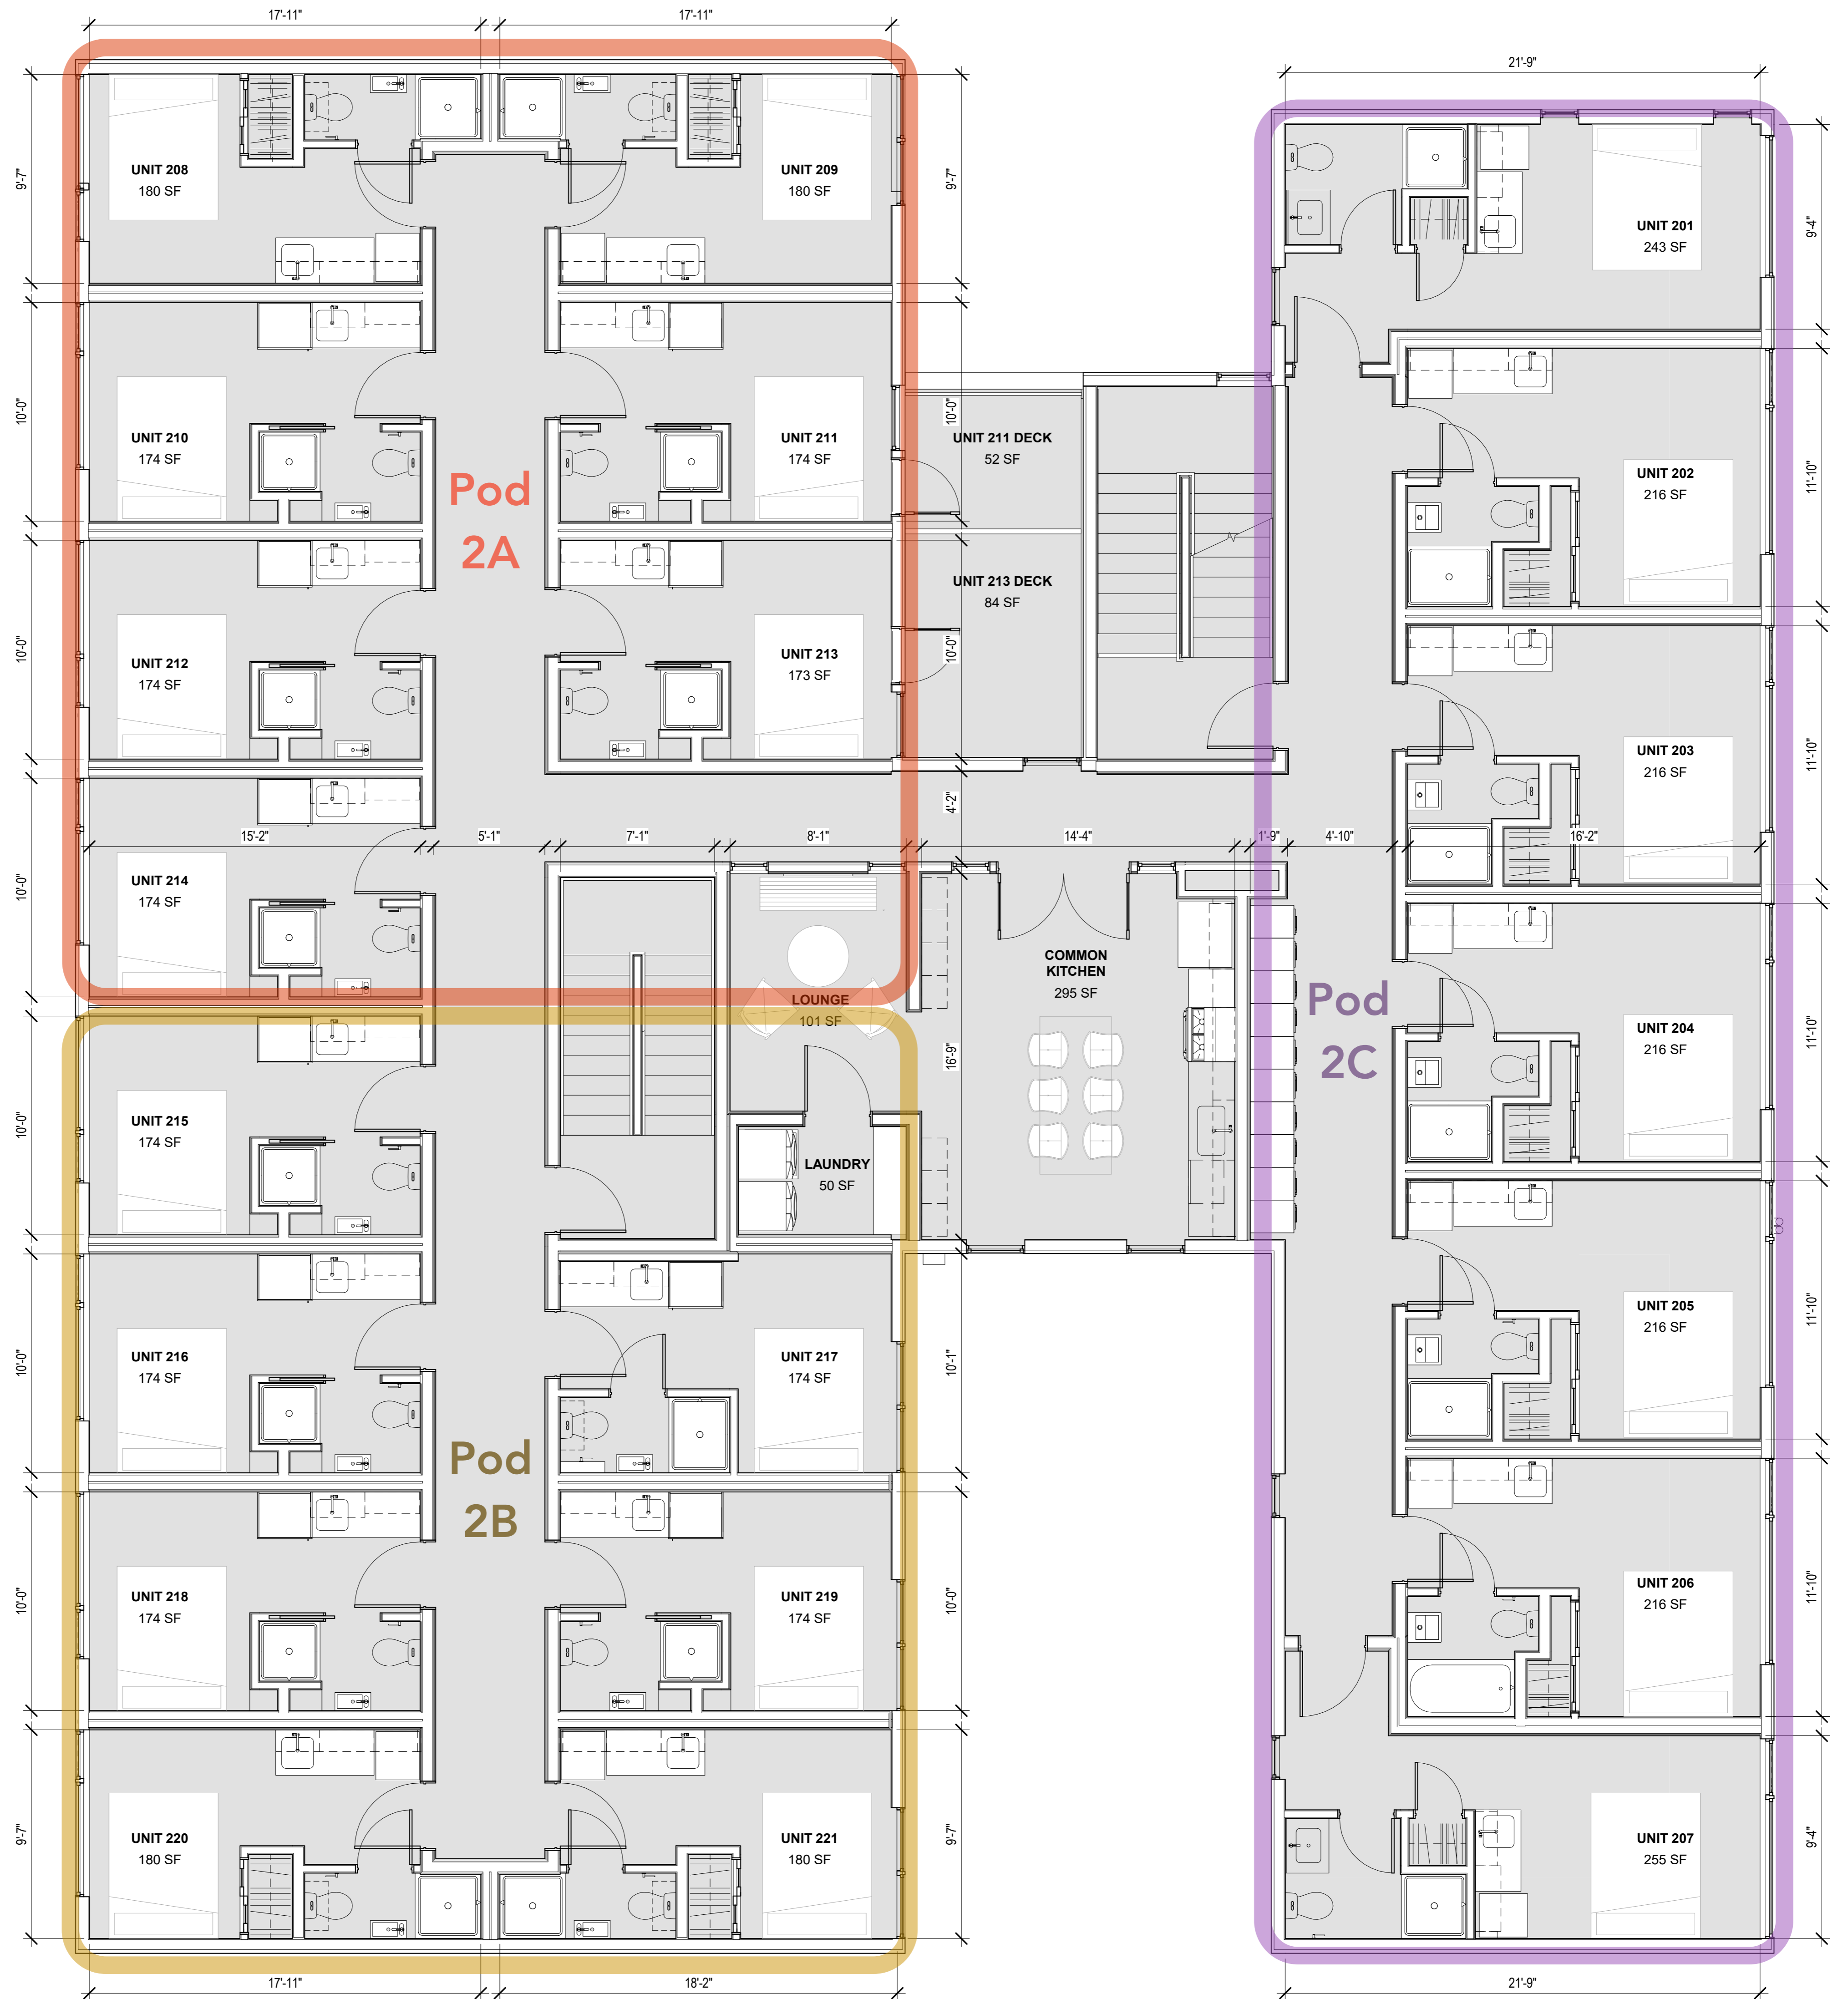 17'-11"
17'-11"
21'-9"
9'-7"
UNIT 208
180 SF
UNIT 209
180 SF
9'-7"
UNIT 201
243 SF
9'-4"
10'-0"
UNIT 210
174 SF
Pod
2A
UNIT 211
174 SF
10'-0"
UNIT 211 DECK
52 SF
UNIT 202
216 SF
11'-10"
10'-0"
UNIT 212
174 SF
UNIT 213
173 SF
UNIT 213 DECK
84 SF
10'-0"
UNIT 203
216 SF
11'-10"
4'-2"
15'-2"
5'-1"
7'-1"
8'-1"
14'-4"
1'-9"
4'-10"
16'-2"
10'-0"
UNIT 214
174 SF
LOUNGE
101 SF
COMMON
KITCHEN
295 SF
16'-9"
Pod
2C
UNIT 204
216 SF
11'-10"
10'-0"
UNIT 215
174 SF
LAUNDRY
50 SF
10'-0"
UNIT 216
174 SF
UNIT 217
174 SF
10'-1"
UNIT 205
216 SF
11'-10"
Pod
2B
10'-0"
UNIT 218
174 SF
UNIT 219
174 SF
10'-0"
UNIT 206
216 SF
11'-10"
9'-7"
UNIT 220
180 SF
UNIT 221
180 SF
9'-7"
UNIT 207
255 SF
9'-4"
17'-11"
18'-2"
21'-9"